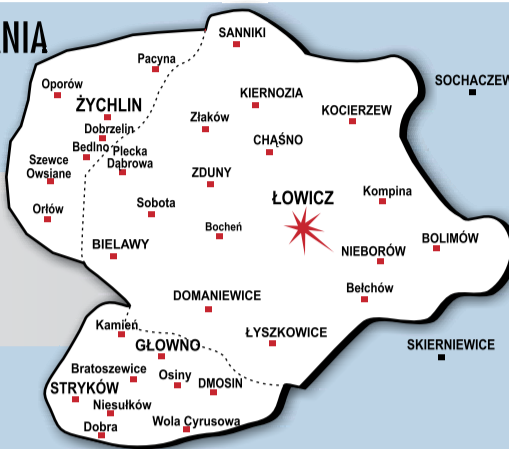 ANIA
SANNIKI
Pacyna
SOCHACZEW
Oporów
KIERNOZIA
ŻYCHLIN
KOCIERZEW
Złaków
Dobrzelin
CHĄŚNO
Bedlno
Plecka
Dąbrowa
Szewce
Owsiane
ZDUNY
Kompina
ŁOWICZ
Sobota
Orłów
Bocheń
BIELAWY
BOLIMÓW
NIEBORÓW
Bełchów
DOMANIEWICE
Kamień
ŁYSZKOWICE
GŁOWNO
SKIERNIEWICE
Bratoszewice
Osiny
DMOSIN
STRYKÓW
Niesułków
Dobra
Wola Cyrusowa